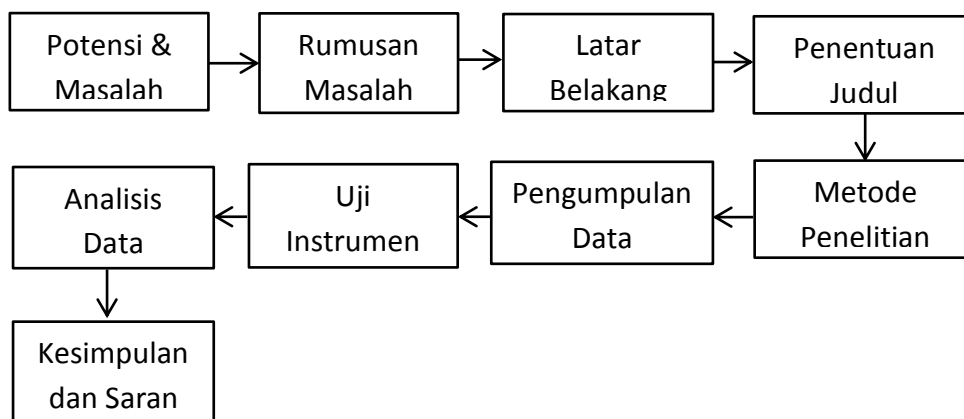 Potensi &
Masalah
Rumusan
Masalah
Latar
Belakang
Penentuan
Judul
Metode
Penelitian
Pengumpulan
Data
Uji
Instrumen
Analisis
Data
Kesimpulan
dan Saran